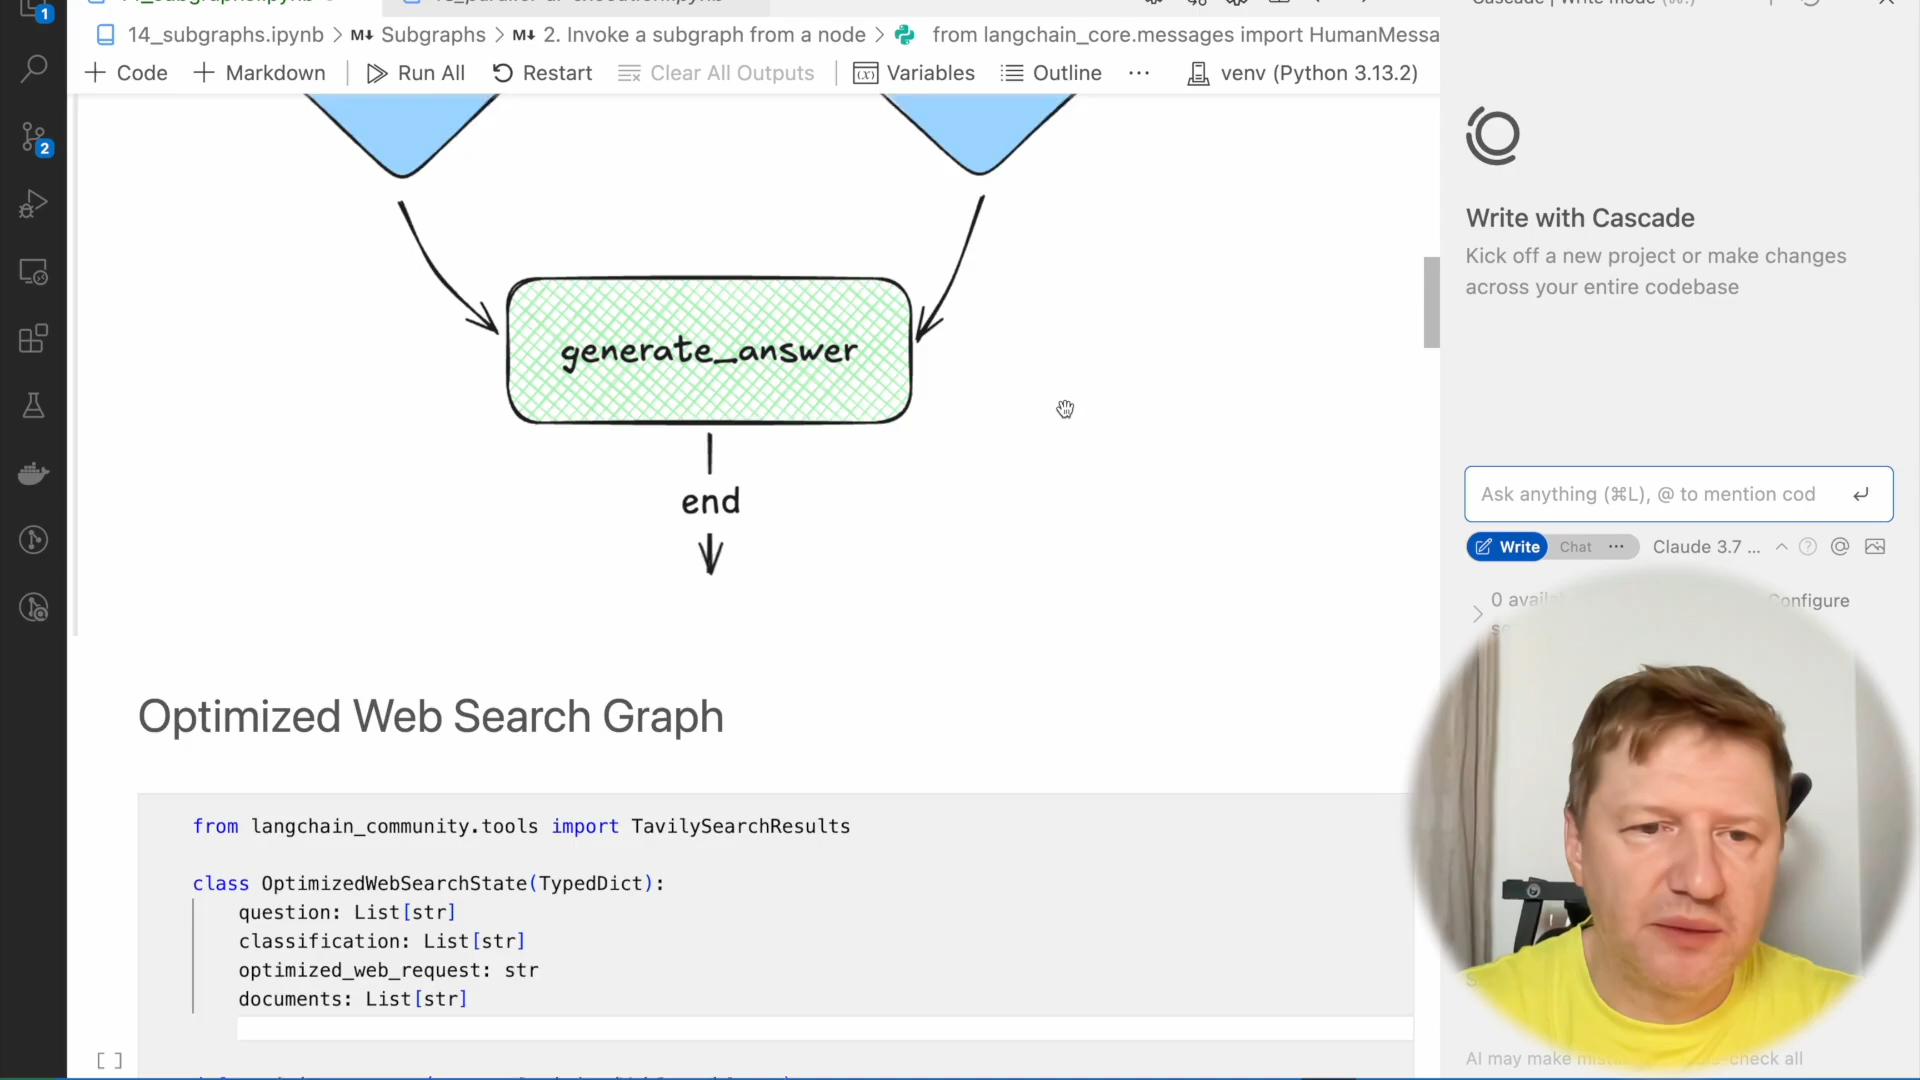 1
14_subgraphs.ipynb > M↓ Subgraphs > M↓ 2. Invoke a subgraph from a node > from langchain_core.messages import HumanMessa
+ Code + Markdown | Run All Restart Clear All Outputs | Variables Outline ··· venv (Python 3.13.2)
2
generate_answer
end
Optimized Web Search Graph
from langchain_community.tools import TavilySearchResults
class OptimizedWebSearchState(TypedDict):
question: List[str]
classification: List[str]
optimized_web_request: str
documents: List[str]
[ ]
Write with Cascade
Kick off a new project or make changes
across your entire codebase
Ask anything (⌘L), @ to mention cod
Write Chat ··· Claude 3.7 ...
0 Configure
AI may make